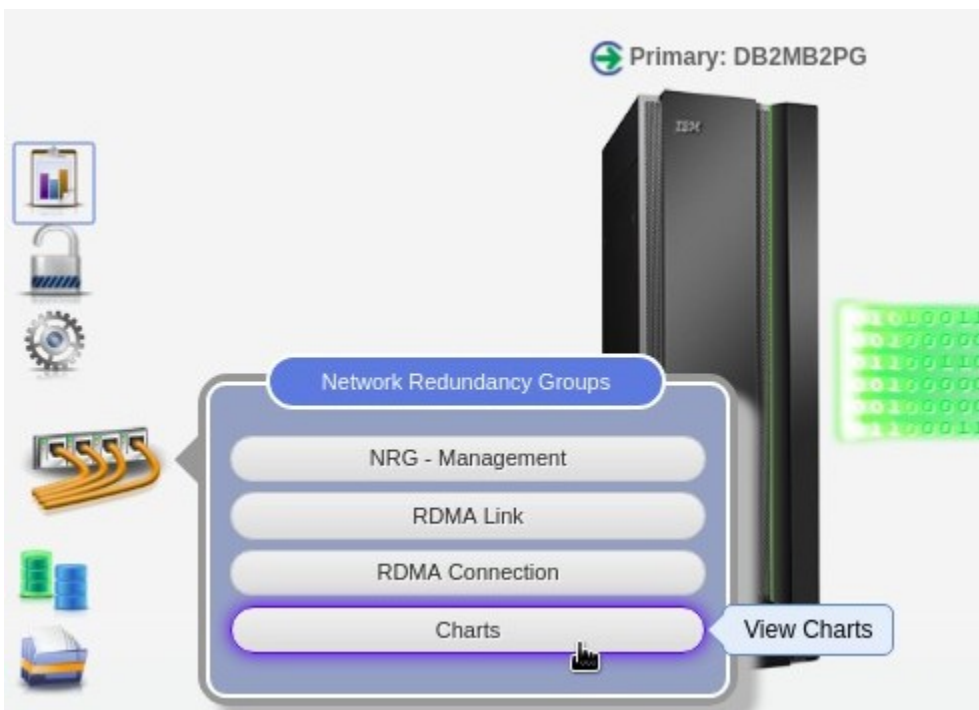 Primary: DB2MB2PG
IBM
Network Redundancy Groups
NRG - Management
RDMA Link
RDMA Connection
Charts
View Charts